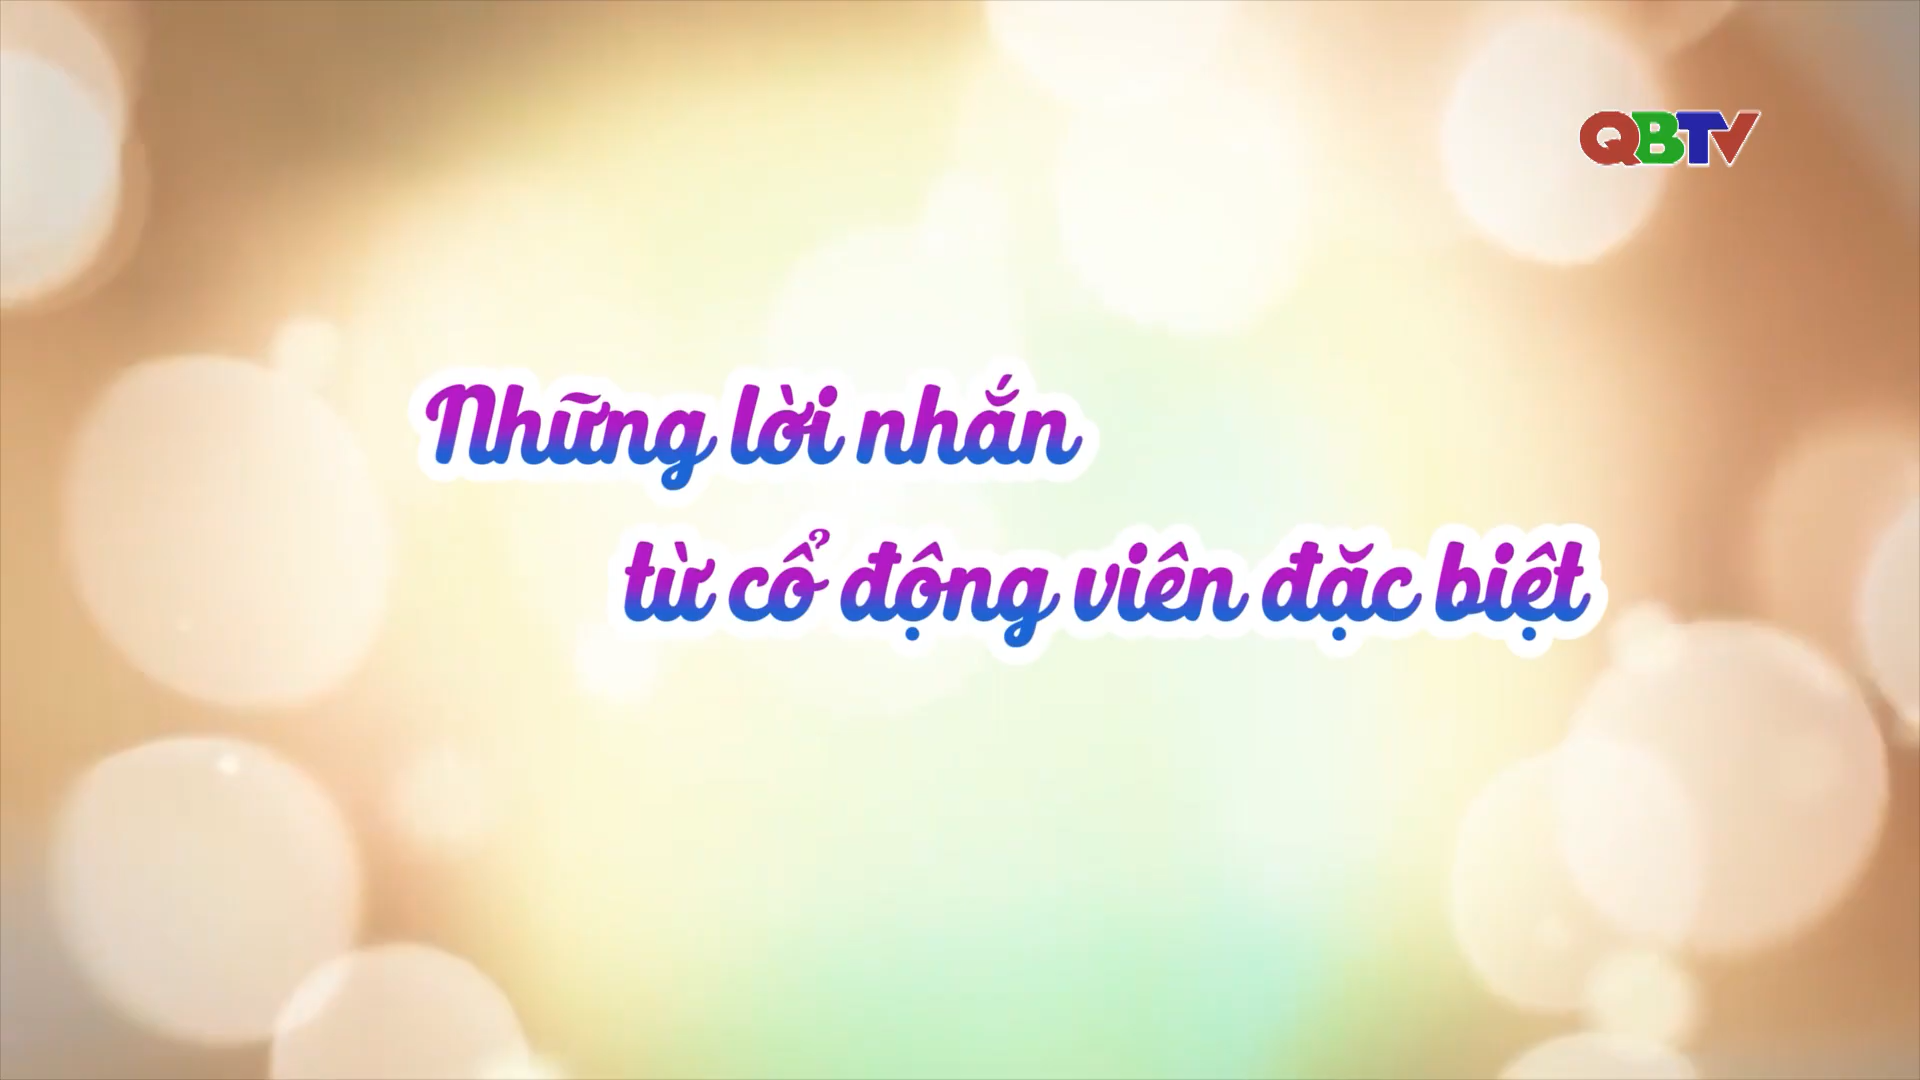 QBTV
Những lời nhắn
từ cổ động viên đặc biệt